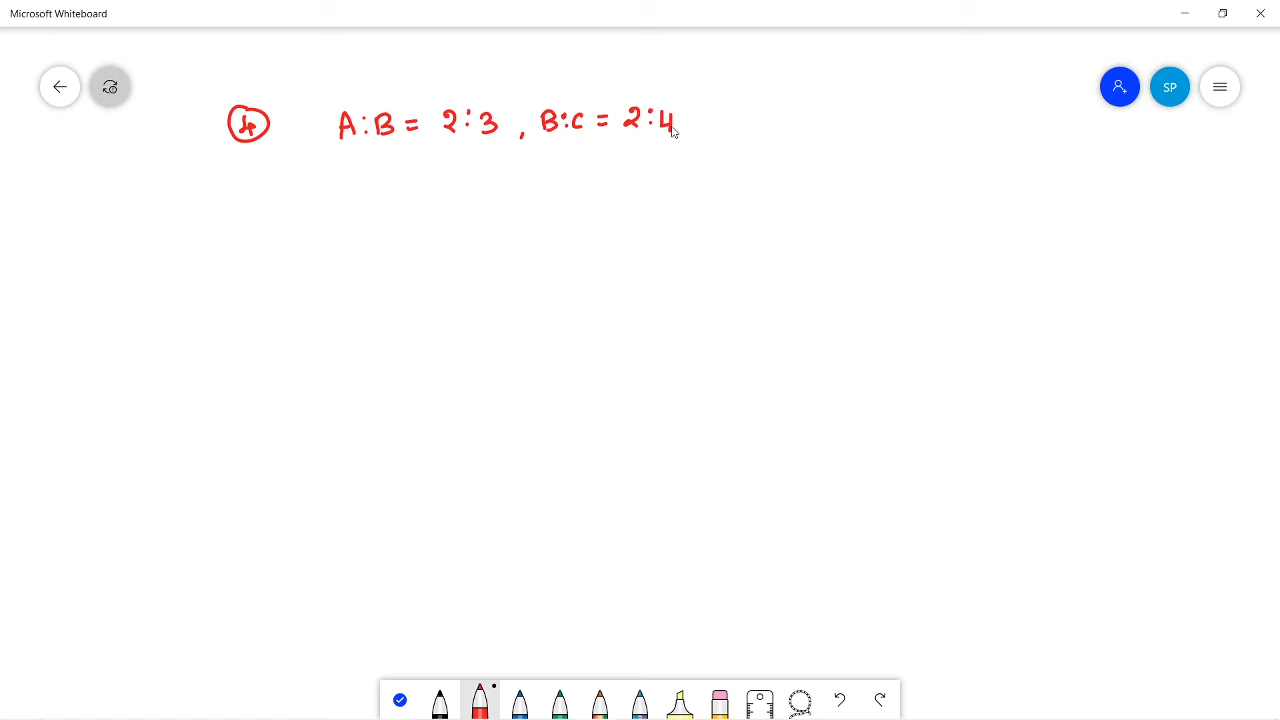 Microsoft Whiteboard
SP
4 A:B = 2:3 , B:C = 2:4